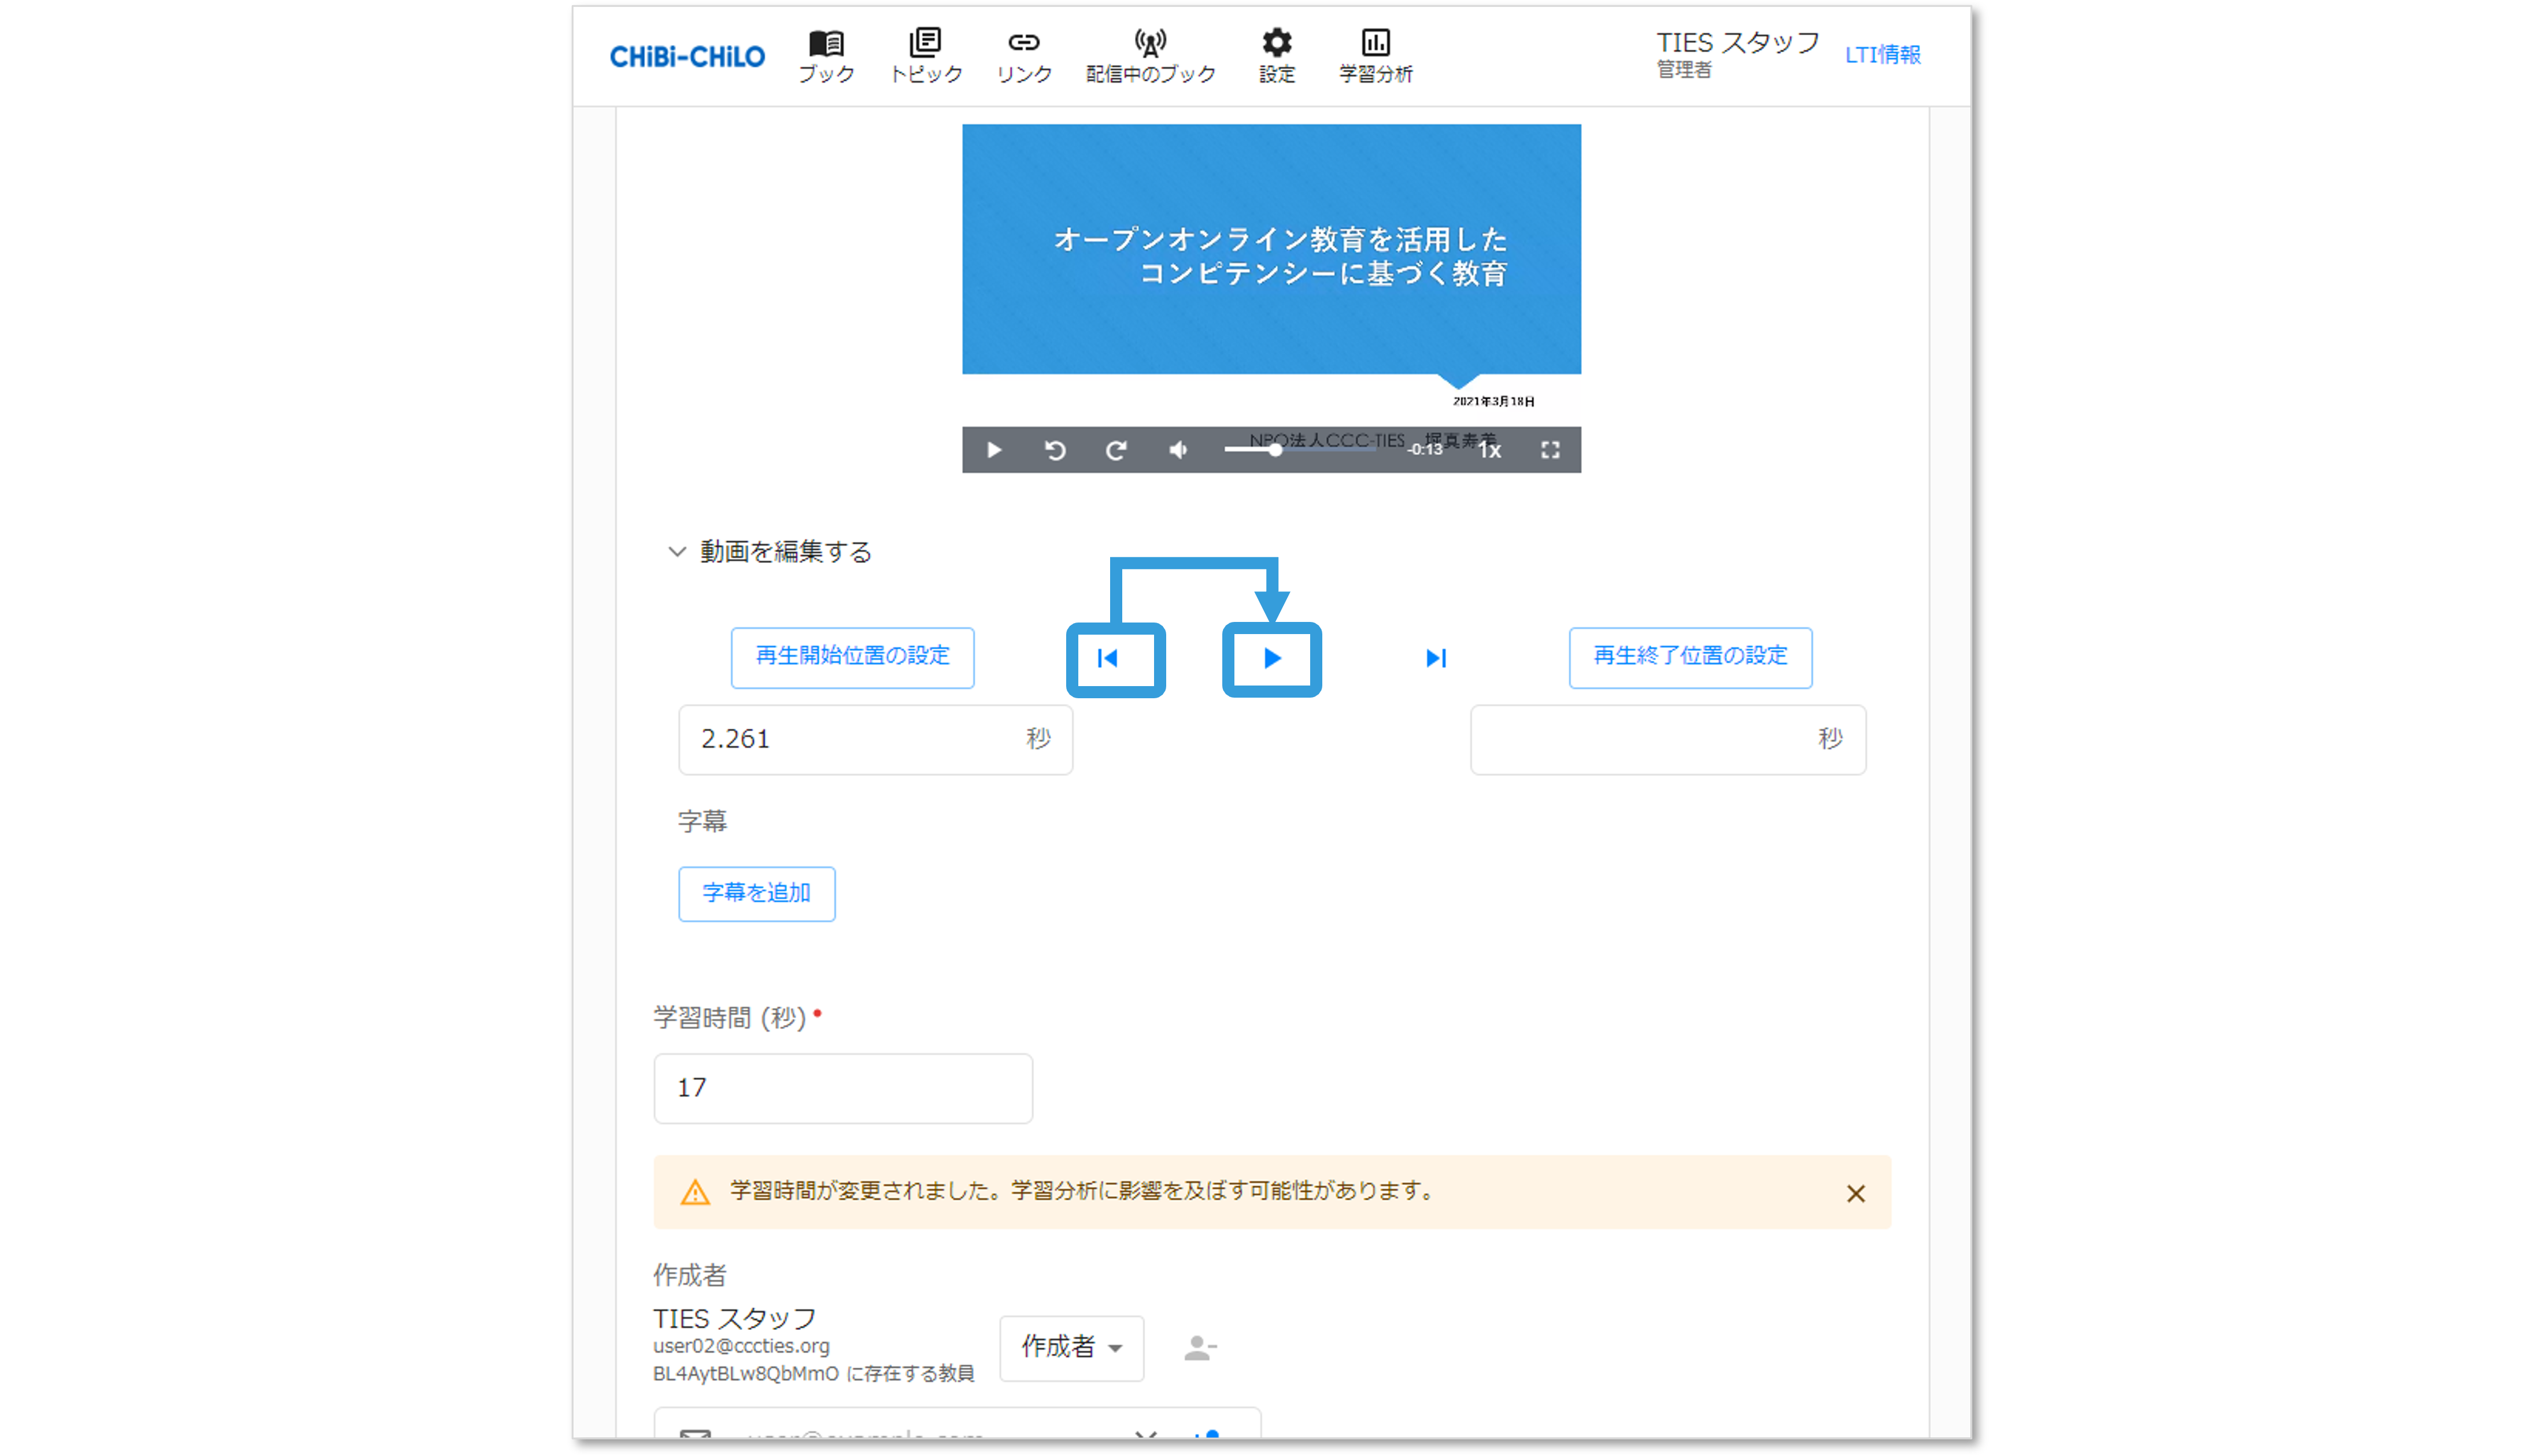 CHiBi-CHiLO
ブック
トピック
リンク
配信中のブック
設定
学習分析
TIES スタッフ
管理者
LTI情報
オープンオンライン教育を活用した
コンピテンシーに基づく教育
2021年3月18日
NPO法人CCC-TIES 堀真寿美
-0:13
1x
動画を編集する
再生開始位置の設定
再生終了位置の設定
2.261 秒
秒
字幕
字幕を追加
学習時間 (秒)
17
学習時間が変更されました。学習分析に影響を及ぼす可能性があります。
作成者
TIES スタッフ
user02@cccties.org
BL4AytBLw8QbMmO に存在する教員
作成者